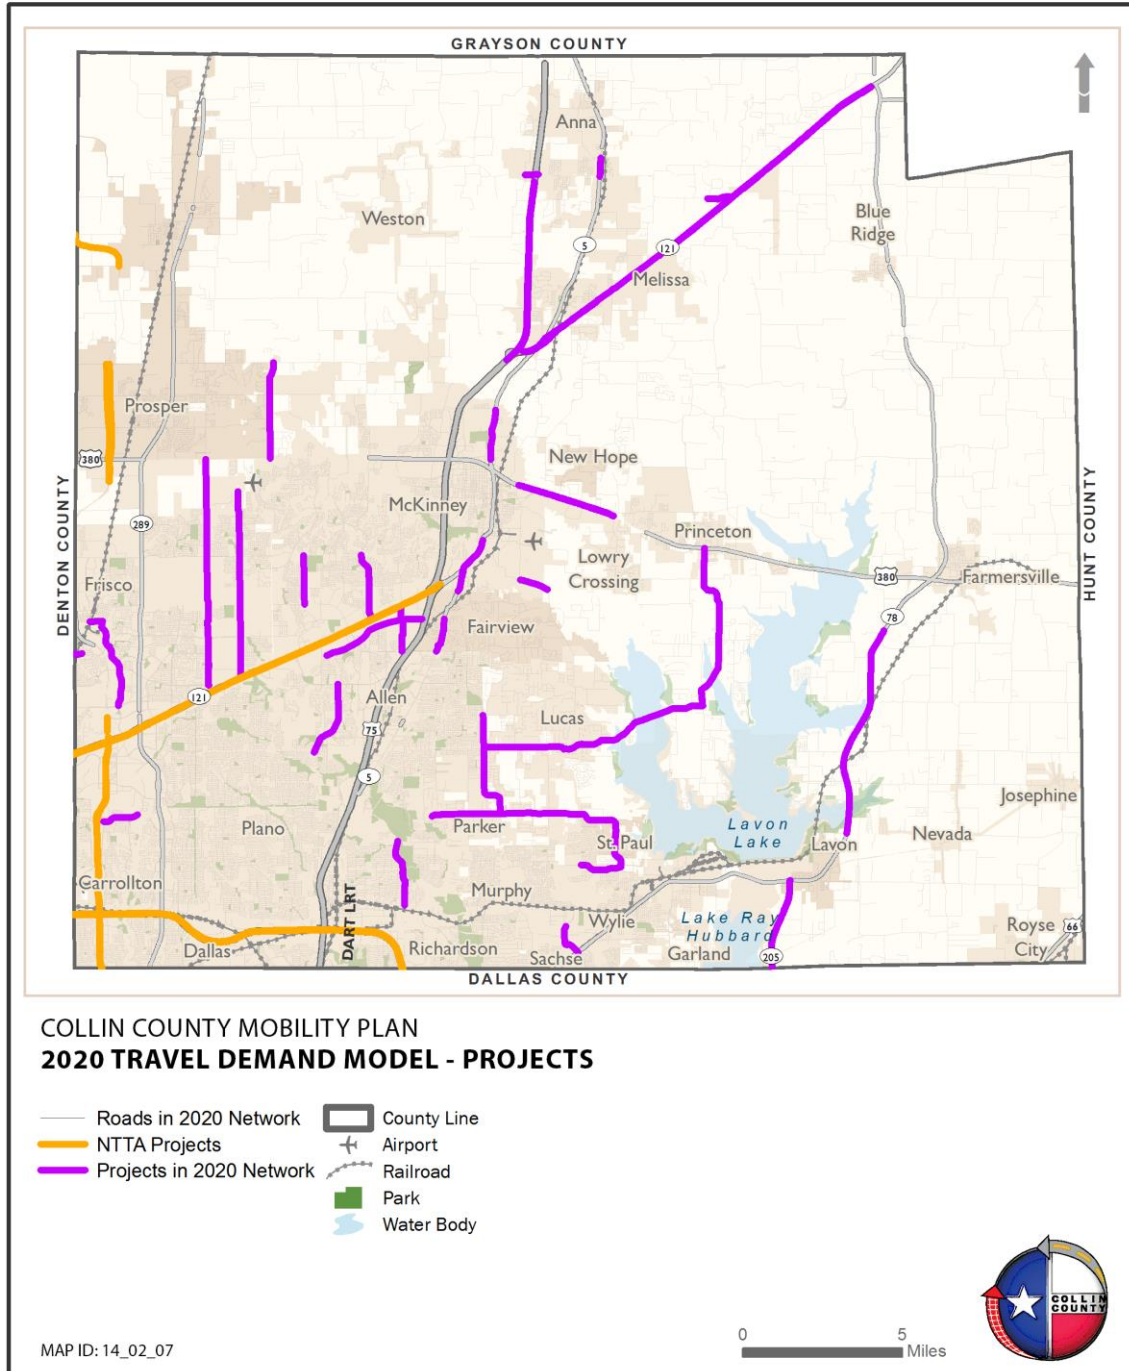 GRAYSON COUNTY
Anna
Weston
Blue
Ridge
5
121
Melissa
Prosper
380
New Hope
DENTON COUNTY
HUNT COUNTY
McKinney
289
Princeton
Lowry
Crossing
380
Farmersville
Frisco
78
Fairview
121
Allen
Lucas
75
5
Josephine
Plano
Parker
St. Paul
Lavon
Lake
Lavon
Nevada
Carrollton
DART LRT
Murphy
Wylie
Lake Ray
Hubbard
Royse
City
66
Dallas
Richardson
Sachse
Garland
205
DALLAS COUNTY
COLLIN COUNTY MOBILITY PLAN
2020 TRAVEL DEMAND MODEL - PROJECTS
Roads in 2020 Network
NTTA Projects
Projects in 2020 Network
County Line
Airport
Railroad
Park
Water Body
COLLIN
COUNTY
0 5
Miles
MAP ID: 14_02_07